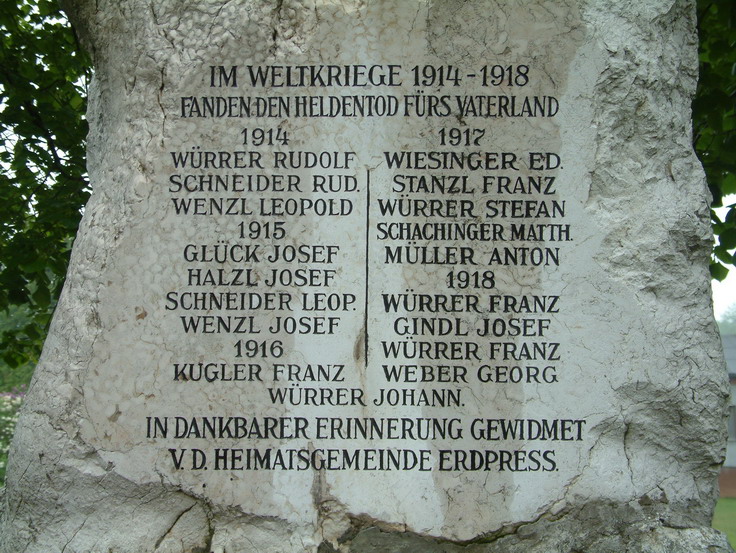 IM WELTKRIEGE 1914-1918
FANDEN DEN HELDENTOD FÜRS VATERLAND
1914
WÜRRER RUDOLF
SCHNEIDER RUD.
WENZL LEOPOLD
1915
GLÜCK JOSEF
HALZL JOSEF
SCHNEIDER LEOP.
WENZL JOSEF
1916
KUGLER FRANZ
1917
WIESINGER ED.
STANZL FRANZ
WÜRRER STEFAN
SCHACHINGER MATTH.
MÜLLER ANTON
1918
WÜRRER FRANZ
GINDL JOSEF
WÜRRER FRANZ
WEBER GEORG
WÜRRER JOHANN.
IN DANKBARER ERINNERUNG GEWIDMET
V. D. HEIMATSGEMEINDE ERDPRESS.